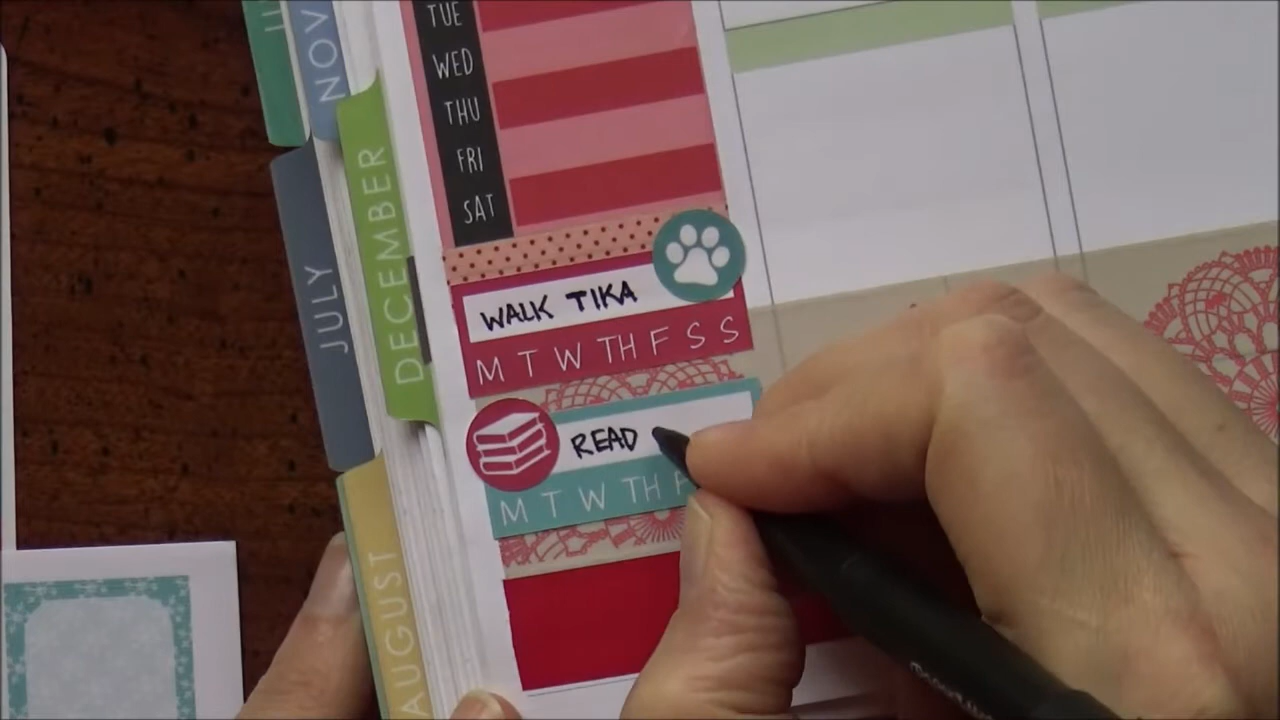 NOV
DECEMBER
JULY
AUGUST
TUE
WED
THU
FRI
SAT
WALK TIKA
M T W TH F S S
READ
M T W TH F